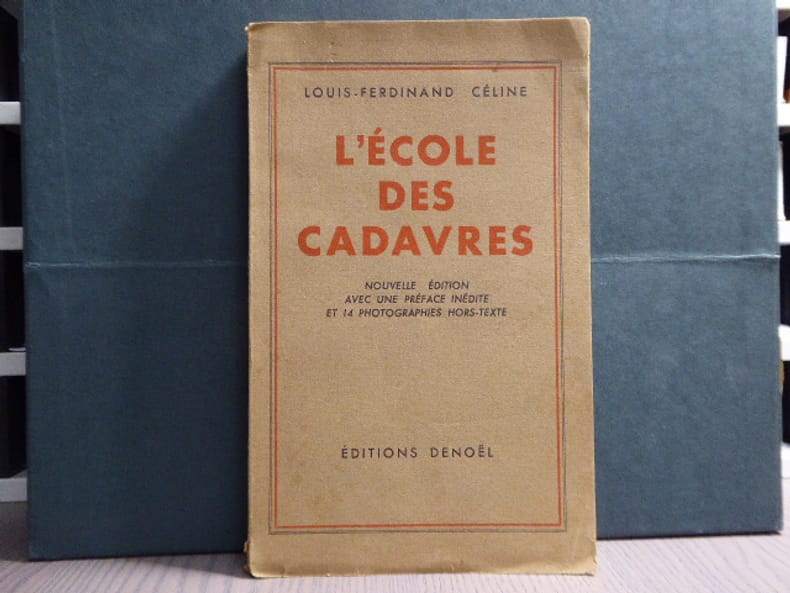 LOUIS-FERDINAND CÉLINE
L'ÉCOLE
DES
CADAVRES
NOUVELLE ÉDITION
AVEC UNE PRÉFACE INÉDITE
ET 14 PHOTOGRAPHIES HORS-TEXTE
ÉDITIONS DENOËL